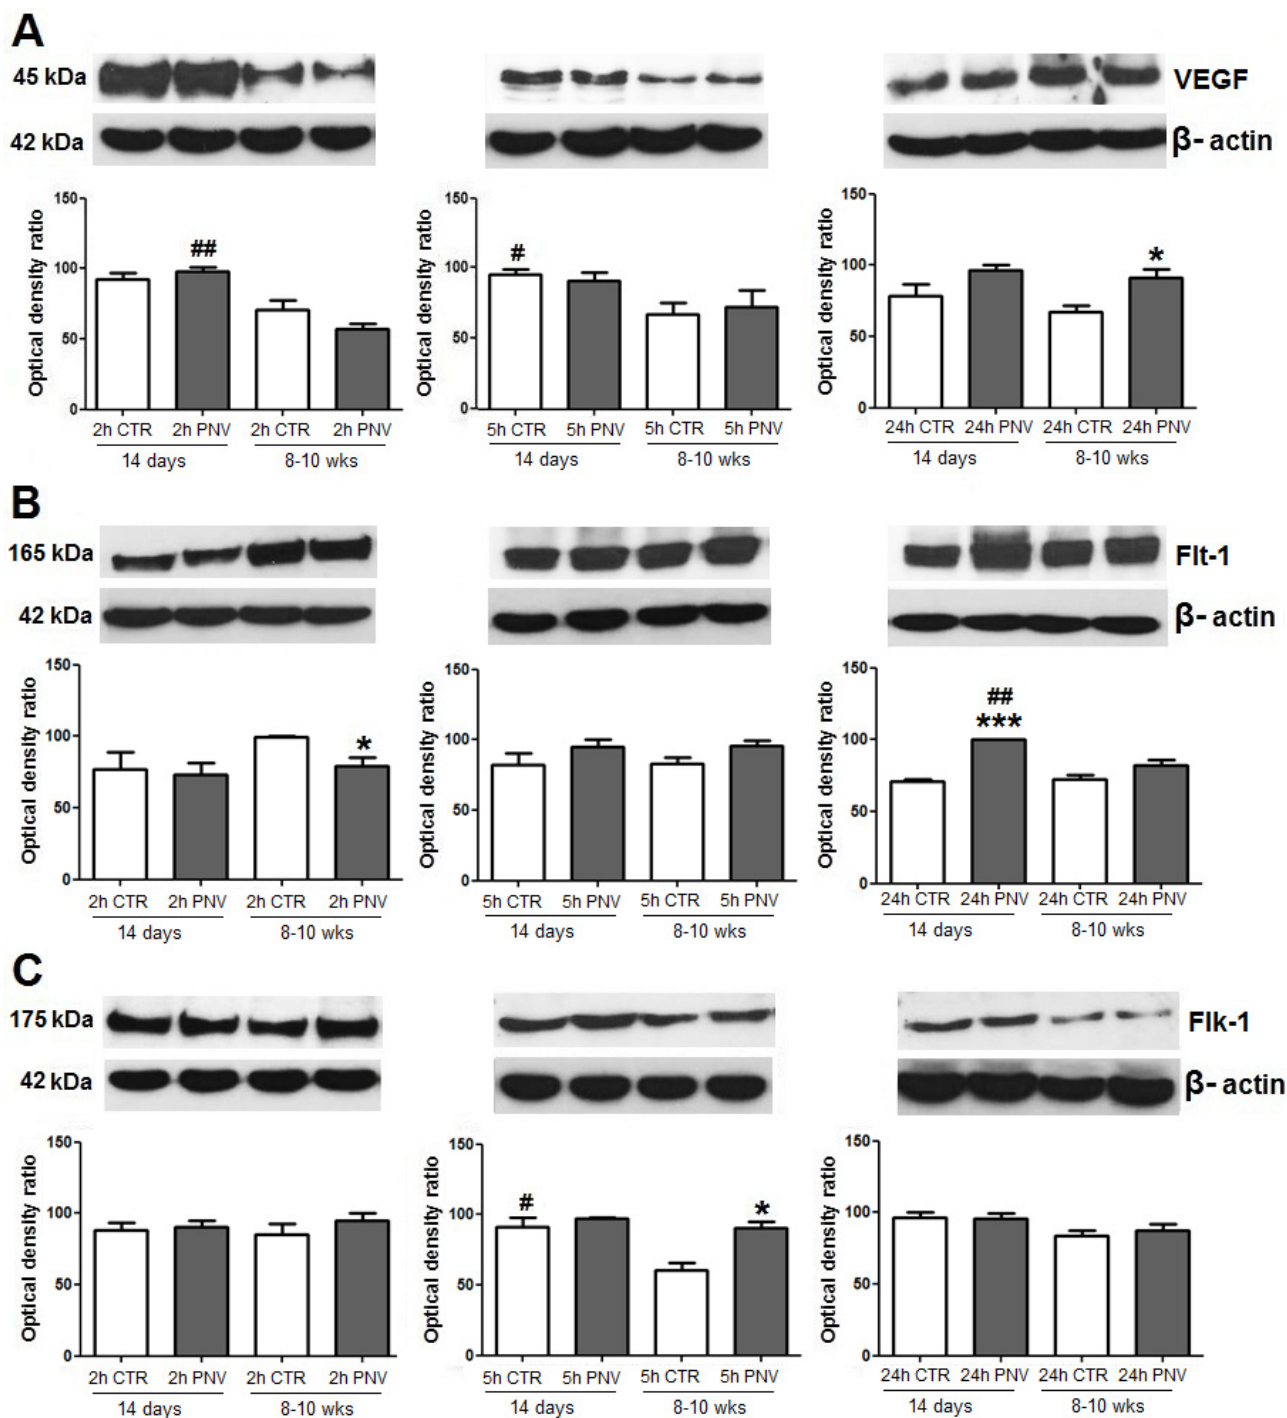 A
45 kDa
VEGF
42 kDa
β- actin
Optical density ratio
150
100
50
0
##
2h CTR 2h PNV 2h CTR 2h PNV
14 days 8-10 wks
Optical density ratio
150
100
50
0
#
5h CTR 5h PNV 5h CTR 5h PNV
14 days 8-10 wks
Optical density ratio
150
100
50
0
*
24h CTR 24h PNV 24h CTR 24h PNV
14 days 8-10 wks
B
165 kDa
Flt-1
42 kDa
β- actin
Optical density ratio
150
100
50
0
*
2h CTR 2h PNV 2h CTR 2h PNV
14 days 8-10 wks
Optical density ratio
150
100
50
0
5h CTR 5h PNV 5h CTR 5h PNV
14 days 8-10 wks
Optical density ratio
150
100
50
0
##
***
24h CTR 24h PNV 24h CTR 24h PNV
14 days 8-10 wks
C
175 kDa
Flk-1
42 kDa
β- actin
Optical density ratio
150
100
50
0
2h CTR 2h PNV 2h CTR 2h PNV
14 days 8-10 wks
Optical density ratio
150
100
50
0
#
*
5h CTR 5h PNV 5h CTR 5h PNV
14 days 8-10 wks
Optical density ratio
150
100
50
0
24h CTR 24h PNV 24h CTR 24h PNV
14 days 8-10 wks